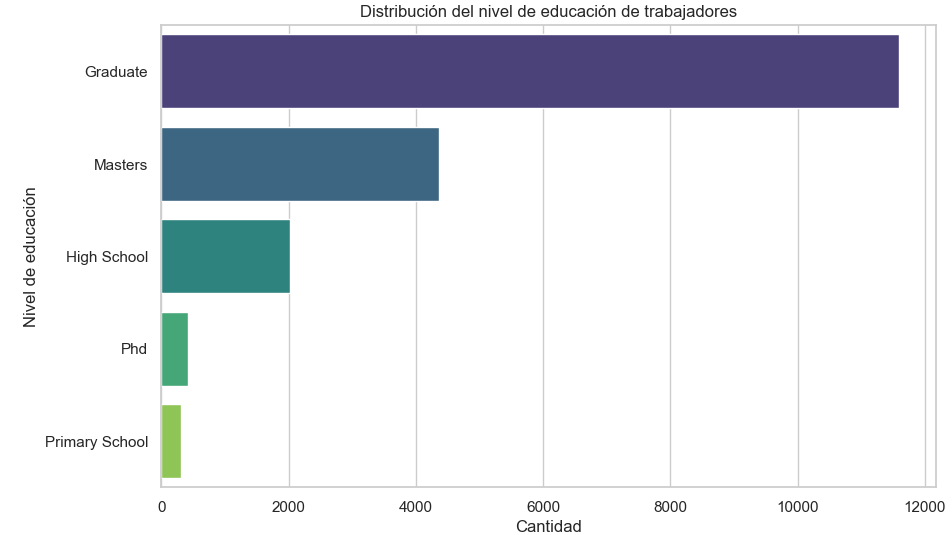 Distribución del nivel de educación de trabajadores
Nivel de educación
Graduate
Masters
High School
Phd
Primary School
0 2000 4000 6000 8000 10000 12000
Cantidad